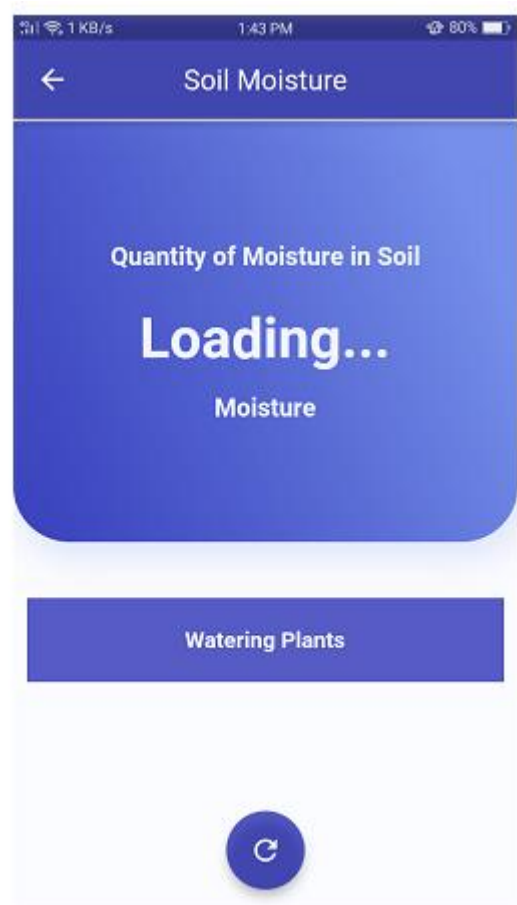 1 KB/s 1:43 PM 80%
Soil Moisture
Quantity of Moisture in Soil
Loading...
Moisture
Watering Plants